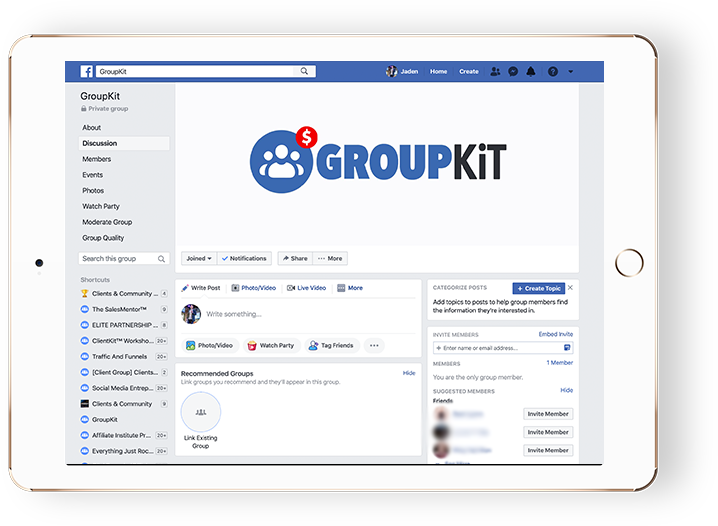 GroupKit
Jaden Home Create
GroupKit
Private group
About
Discussion
Members
Events
Photos
Watch Party
Moderate Group
Group Quality
Search this group
Shortcuts
Clients & Community ... 4
The SalesMentor™ 9
ELITE PARTNERSHIP ... 8
ClientKit™ Worksho... 20+
Traffic And Funnels 20+
[Client Group] Clients... 20+
Social Media Entrep... 20+
Clients & Community 9
GroupKit
Affiliate Institute Pr... 20+
Everything Just Roc... 20+
$
GROUPKiT
Joined Notifications Share ... More
Write Post Photo/Video Live Video More
Write something...
Photo/Video Watch Party Tag Friends ...
Recommended Groups Hide
Link groups you recommend and they'll appear in this group.
Link Existing
Group
CATEGORIZE POSTS + Create Topic
Add topics to posts to help group members find
the information they're interested in.
INVITE MEMBERS Embed Invite
+ Enter name or email address...
MEMBERS 1 Member
You are the only group member.
SUGGESTED MEMBERS Hide
Friends
Invite Member
Invite Member
Invite Member